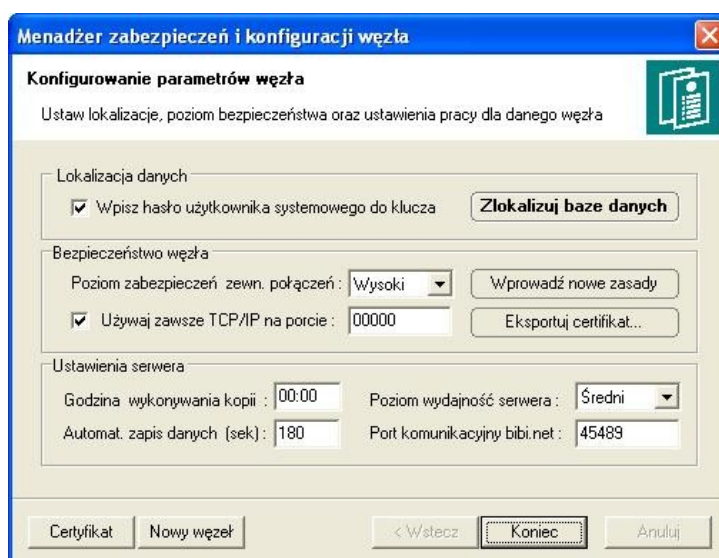 Menadżer zabezpieczeń i konfiguracji węzła
Konfigurowanie parametrów węzła
Ustaw lokalizacje, poziom bezpieczeństwa oraz ustawienia pracy dla danego węzła
Lokalizacja danych
Wpisz hasło użytkownika systemowego do klucza
Zlokalizuj baze danych
Bezpieczeństwo węzła
Poziom zabezpieczeń zewn. połączeń : Wysoki
Wprowadź nowe zasady
Używaj zawsze TCP/IP na porcie : 00000
Eksportuj certifikat...
Ustawienia serwera
Godzina wykonywania kopii : 00:00
Poziom wydajność serwera : Średni
Automat. zapis danych (sek) : 180
Port komunikacyjny bibi.net : 45489
Certyfikat
Nowy węzeł
< Wstecz
Koniec
Anuluj